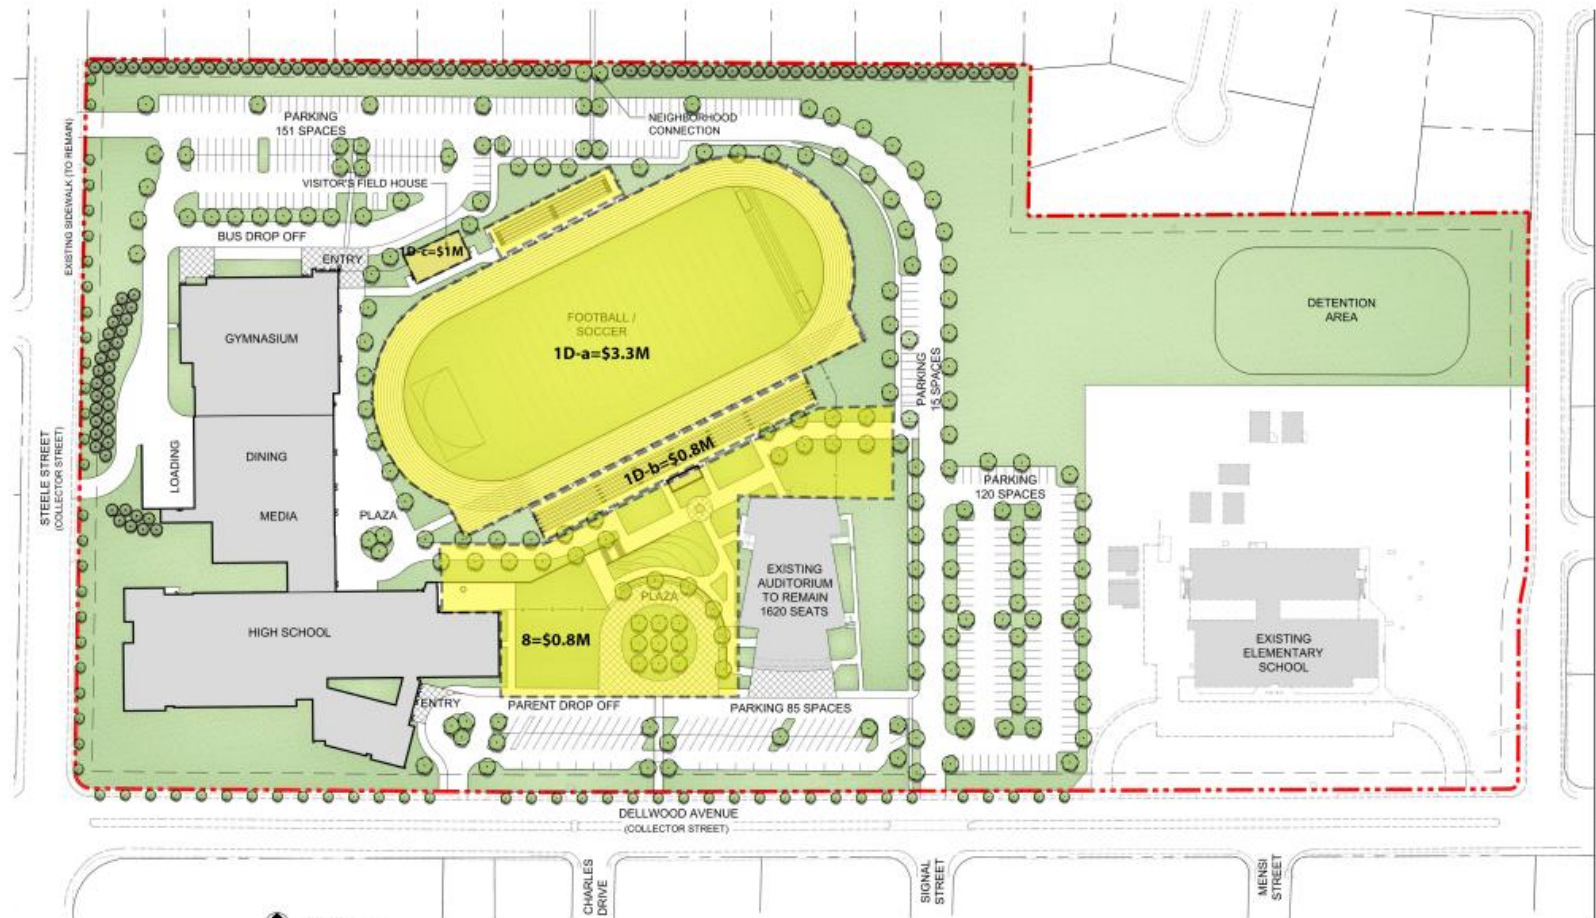 PARKING
151 SPACES
NEIGHBORHOOD
CONNECTION
EXISTING SIDEWALK (TO REMAIN)
VISITOR'S FIELD HOUSE
BUS DROP OFF
1D-c=$1M
ENTRY
GYMNASIUM
FOOTBALL /
SOCCER
1D-a=$3.3M
DETENTION
AREA
PARKING
15 SPACES
STEELE STREET
(COLLECTOR STREET)
LOADING
DINING
MEDIA
PLAZA
1D-b=$0.8M
PARKING
120 SPACES
EXISTING
AUDITORIUM
TO REMAIN
1620 SEATS
PLAZA
HIGH SCHOOL
8=$0.8M
EXISTING
ELEMENTARY
SCHOOL
ENTRY
PARENT DROP OFF
PARKING 85 SPACES
DELLWOOD AVENUE
(COLLECTOR STREET)
CHARLES
DRIVE
SIGNAL
STREET
MENSI
STREET